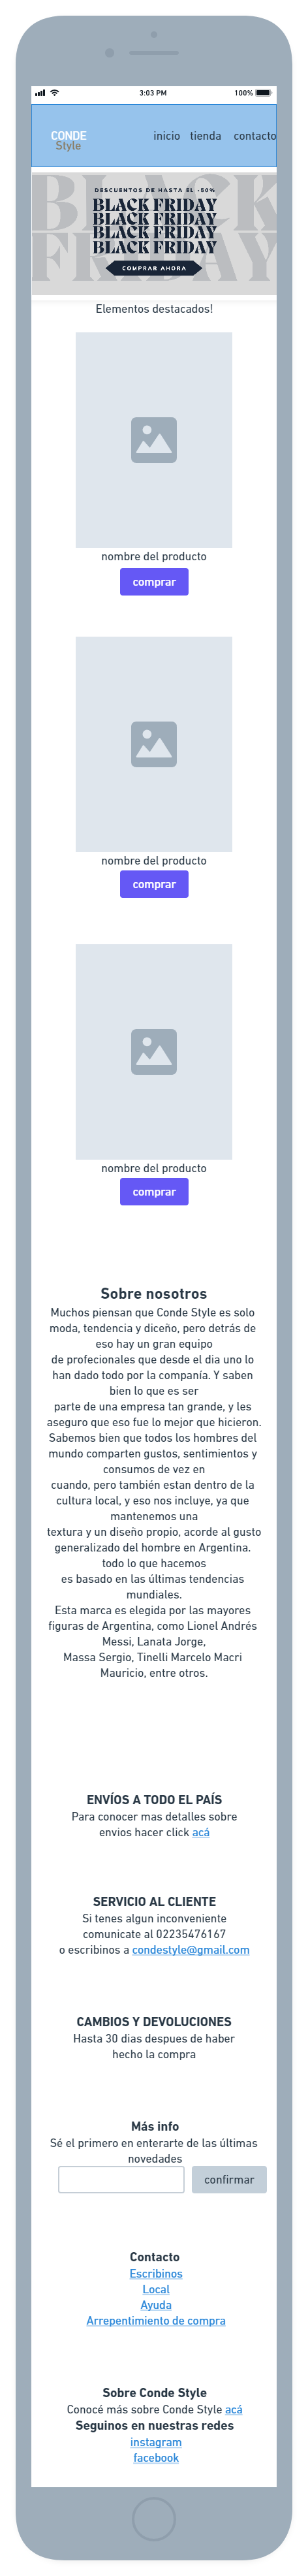 3:03 PM
100%
CONDE
Style
inicio tienda contacto
BLACK
FRIDAY
DESCUENTOS DE HASTA EL -50%
BLACK FRIDAY
BLACK FRIDAY
BLACK FRIDAY
BLACK FRIDAY
COMPRAR AHORA
Elementos destacados!
nombre del producto
comprar
nombre del producto
comprar
nombre del producto
comprar
Sobre nosotros
Muchos piensan que Conde Style es solo
moda, tendencia y diceño, pero detrás de
eso hay un gran equipo
de profecionales que desde el dia uno lo
han dado todo por la companía. Y saben
bien lo que es ser
parte de una empresa tan grande, y les
aseguro que eso fue lo mejor que hicieron.
Sabemos bien que todos los hombres del
mundo comparten gustos, sentimientos y
consumos de vez en
cuando, pero también estan dentro de la
cultura local, y eso nos incluye, ya que
mantenemos una
textura y un diseño propio, acorde al gusto
generalizado del hombre en Argentina.
todo lo que hacemos
es basado en las últimas tendencias
mundiales.
Esta marca es elegida por las mayores
figuras de Argentina, como Lionel Andrés
Messi, Lanata Jorge,
Massa Sergio, Tinelli Marcelo Macri
Mauricio, entre otros.
ENVÍOS A TODO EL PAÍS
Para conocer mas detalles sobre
envios hacer click acá
SERVICIO AL CLIENTE
Si tenes algun inconveniente
comunicate al 02235476167
o escribinos a condestyle@gmail.com
CAMBIOS Y DEVOLUCIONES
Hasta 30 dias despues de haber
hecho la compra
Más info
Sé el primero en enterarte de las últimas
novedades
confirmar
Contacto
Escribinos
Local
Ayuda
Arrepentimiento de compra
Sobre Conde Style
Conocé más sobre Conde Style acá
Seguinos en nuestras redes
instagram
facebook